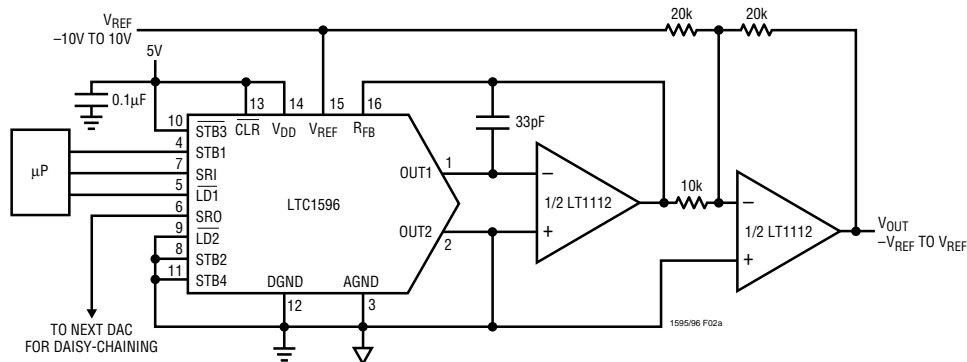 VREF
–10V TO 10V
5V
20k
20k
0.1µF
13
14
15
16
33pF
10
STB3
CLR
VDD
VREF
RFB
4
STB1
7
SRI
µP
5
LD1
6
SRO
9
LD2
8
STB2
11
STB4
LTC1596
OUT1
1
OUT2
2
DGND
AGND
12
3
–
1/2 LT1112
+
10k
–
1/2 LT1112
+
VOUT
–VREF TO VREF
TO NEXT DAC
FOR DAISY-CHAINING
1595/96 F02a